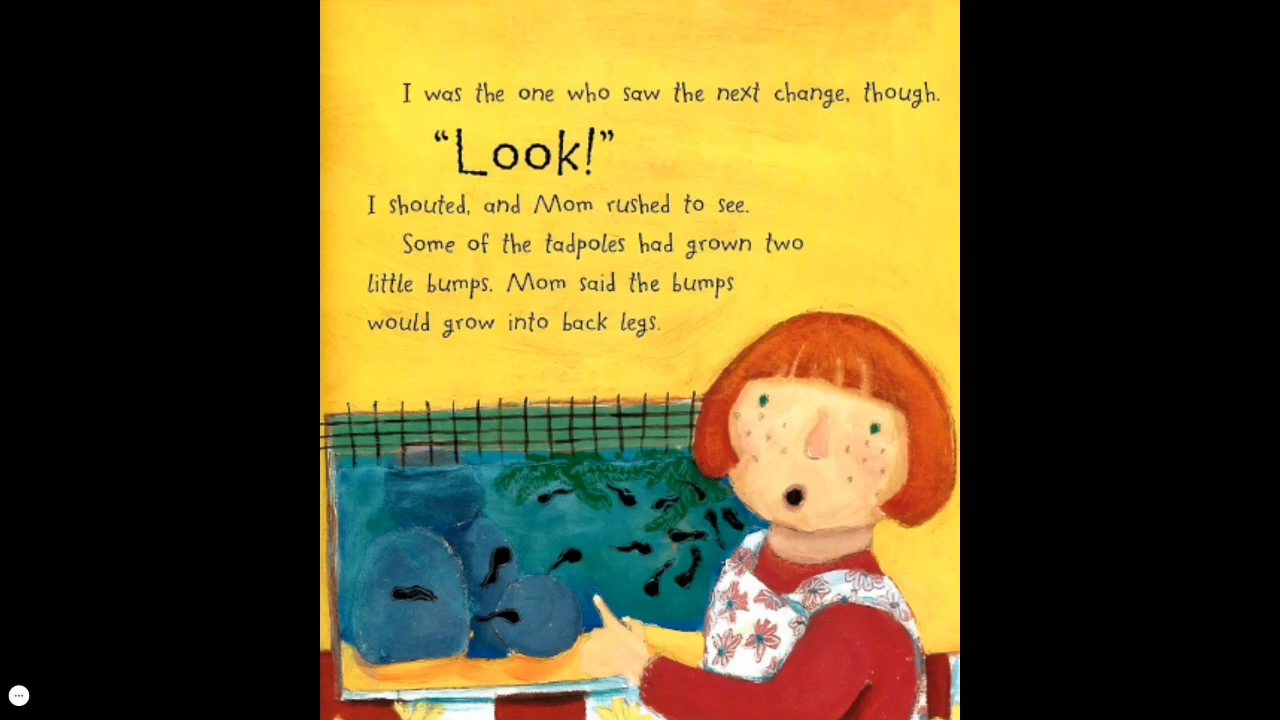 I was the one who saw the next change, though.
“Look!”
I shouted, and Mom rushed to see.
Some of the tadpoles had grown two
little bumps. Mom said the bumps
would grow into back legs.